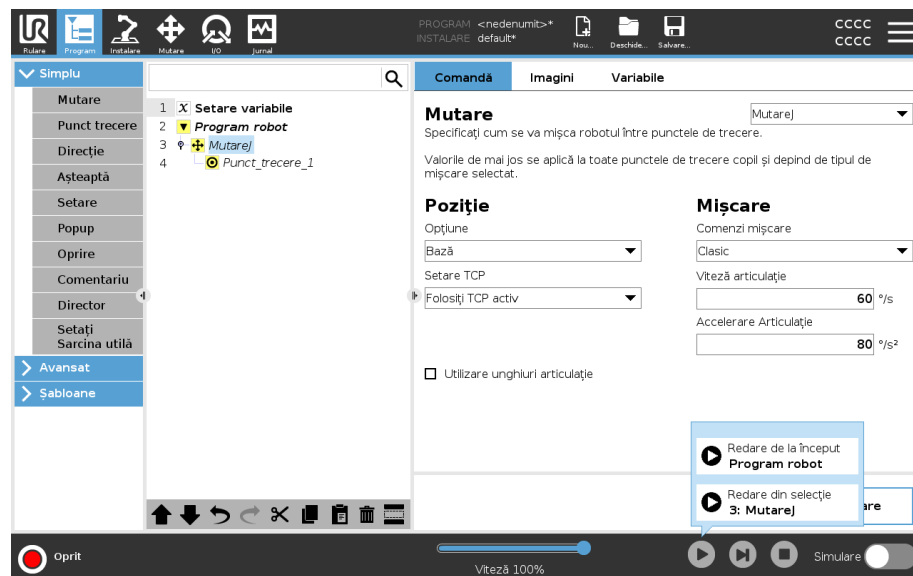 UR
PROGRAM <nedenumit>*
INSTALARE default*
CCCC
CCCC
Rulare Program Instalare Mutare I/O Jurnal Nou... Deschide... Salvare...
Simplu
Mutare
Punct trecere
Direcție
Așteaptă
Setare
Popup
Oprire
Comentariu
Director
Setați
Sarcina utilă
Avansat
Șabloane
1 X Setare variabile
2 Program robot
3 MutareJ
4 Punct_trecere_1
Comandă Imagini Variabile
Mutare
MutareJ
Specificați cum se va mișca robotul între punctele de trecere.
Valorile de mai jos se aplică la toate punctele de trecere copil și depind de tipul de
mișcare selectat.
Poziție
Opțiune
Bază
Setare TCP
Folosiți TCP activ
Utilizare unghiuri articulație
Mișcare
Comenzi mișcare
Clasic
Viteză articulație
60 °/s
Accelerare Articulație
80 °/s²
Redare de la început
Program robot
Redare din selecție
3: MutareJ
Oprit
Viteză 100%
Simulare